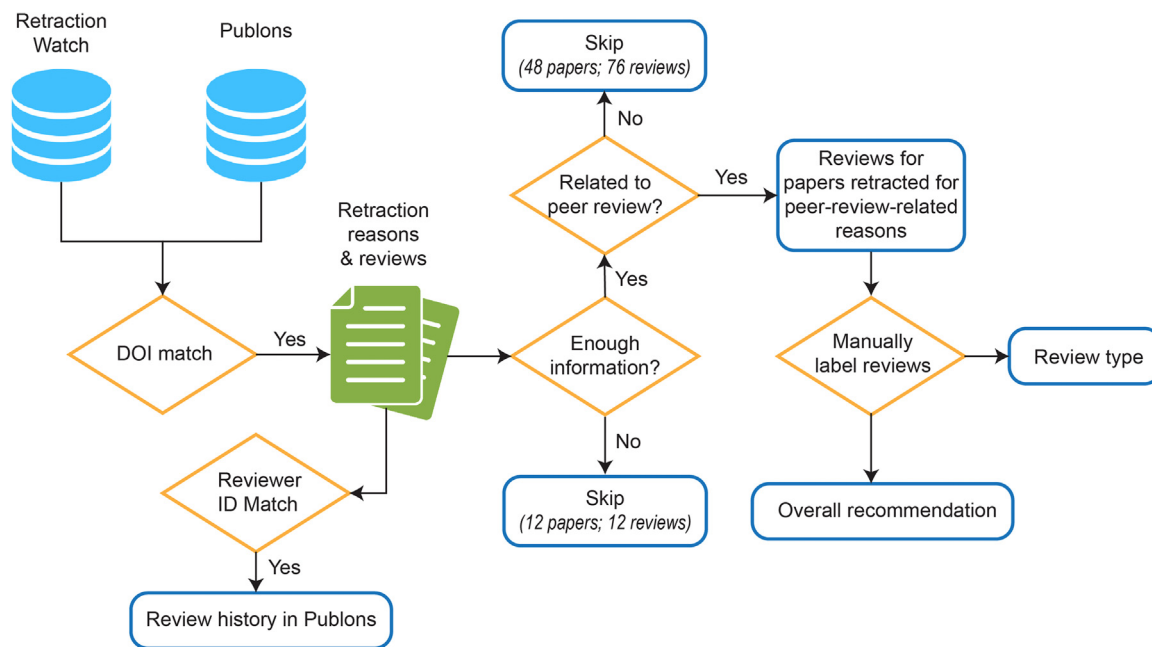 Retraction
Watch
Publons
DOI match
Yes
Retraction
reasons
& reviews
Reviewer
ID Match
Yes
Review history in Publons
Enough
information?
No
Skip
(12 papers; 12 reviews)
Yes
Related to
peer review?
No
Skip
(48 papers; 76 reviews)
Yes
Reviews for
papers retracted for
peer-review-related
reasons
Manually
label reviews
Review type
Overall recommendation